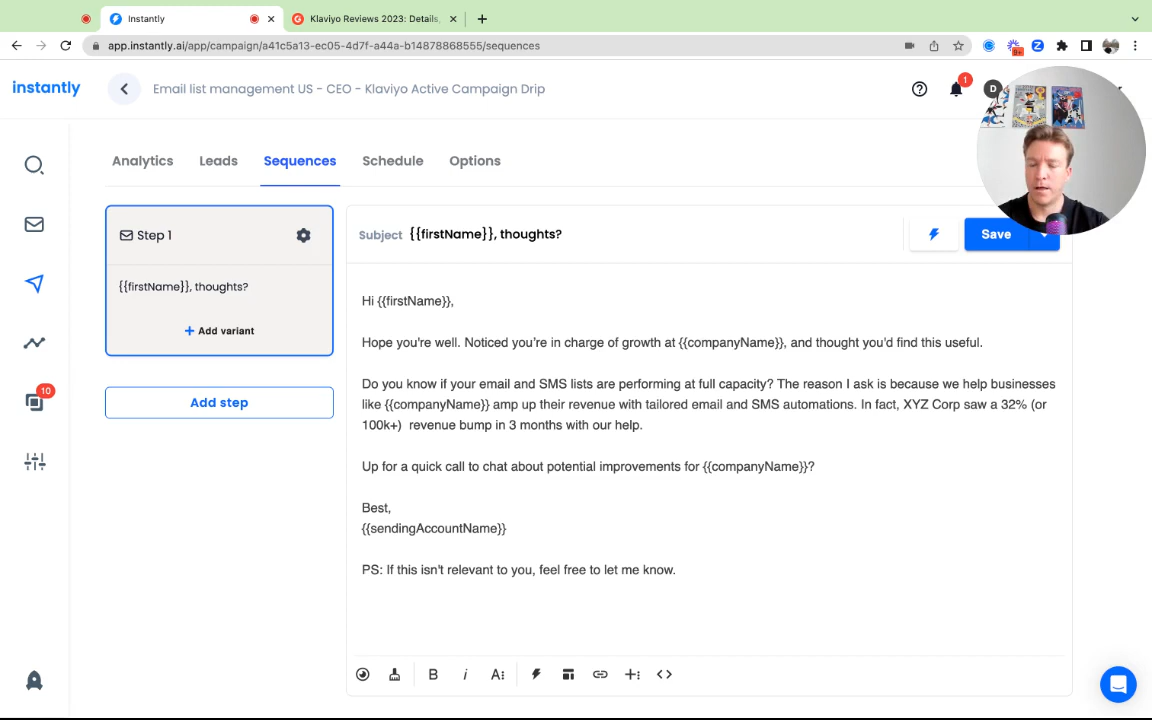 Instantly
Klaviyo Reviews 2023: Details,
app.instantly.ai/app/campaign/a41c5a13-ec05-4d7f-a44a-b14878868555/sequences
0+
instantly
Email list management US - CEO - Klaviyo Active Campaign Drip
1
D
Analytics Leads Sequences Schedule Options
Step 1
Subject {{firstName}}, thoughts?
Save
{{firstName}}, thoughts?
+ Add variant
Add step
10
Hi {{firstName}},
Hope you're well. Noticed you're in charge of growth at {{companyName}}, and thought you'd find this useful.
Do you know if your email and SMS lists are performing at full capacity? The reason I ask is because we help businesses
like {{companyName}} amp up their revenue with tailored email and SMS automations. In fact, XYZ Corp saw a 32% (or
100k+)  revenue bump in 3 months with our help.
Up for a quick call to chat about potential improvements for {{companyName}}?
Best,
{{sendingAccountName}}
PS: If this isn't relevant to you, feel free to let me know.
B i A